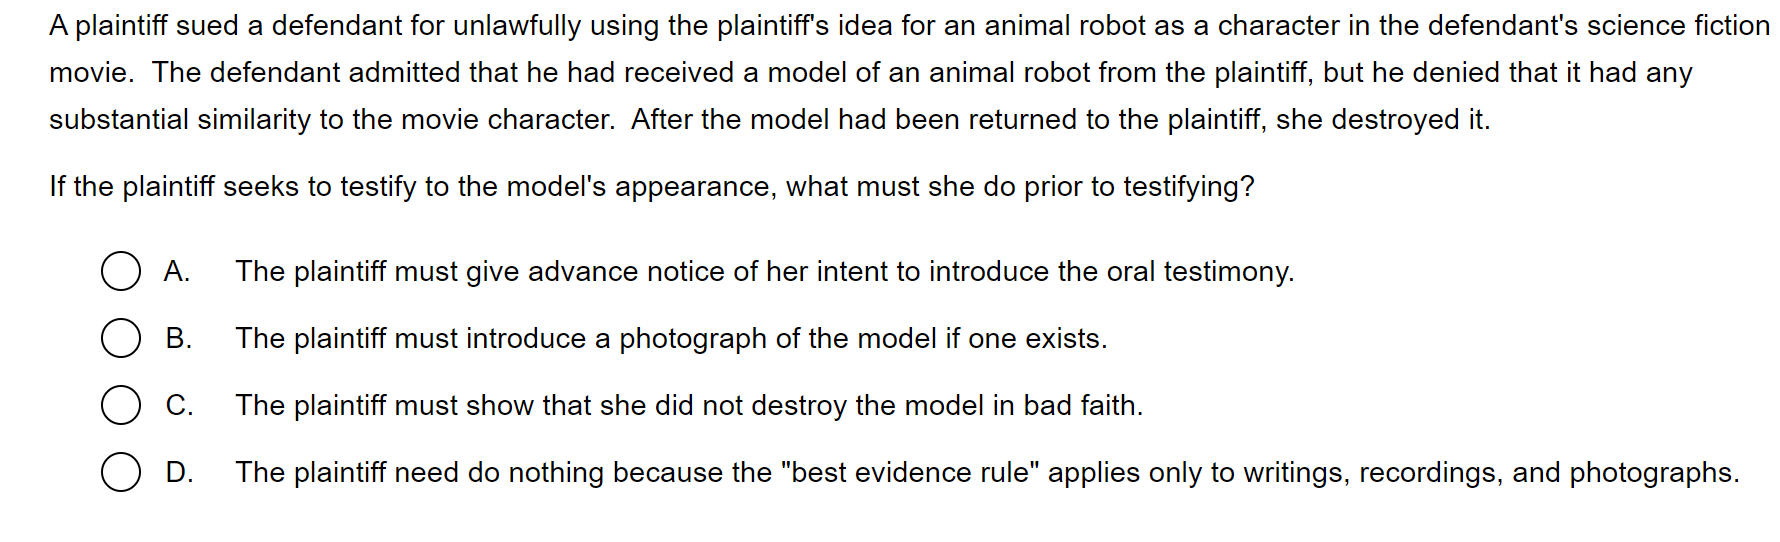 A plaintiff sued a defendant for unlawfully using the plaintiff's idea for an animal robot as a character in the defendant's science fiction
movie.  The defendant admitted that he had received a model of an animal robot from the plaintiff, but he denied that it had any
substantial similarity to the movie character.  After the model had been returned to the plaintiff, she destroyed it.
If the plaintiff seeks to testify to the model's appearance, what must she do prior to testifying?
A. The plaintiff must give advance notice of her intent to introduce the oral testimony.
B. The plaintiff must introduce a photograph of the model if one exists.
C. The plaintiff must show that she did not destroy the model in bad faith.
D. The plaintiff need do nothing because the "best evidence rule" applies only to writings, recordings, and photographs.